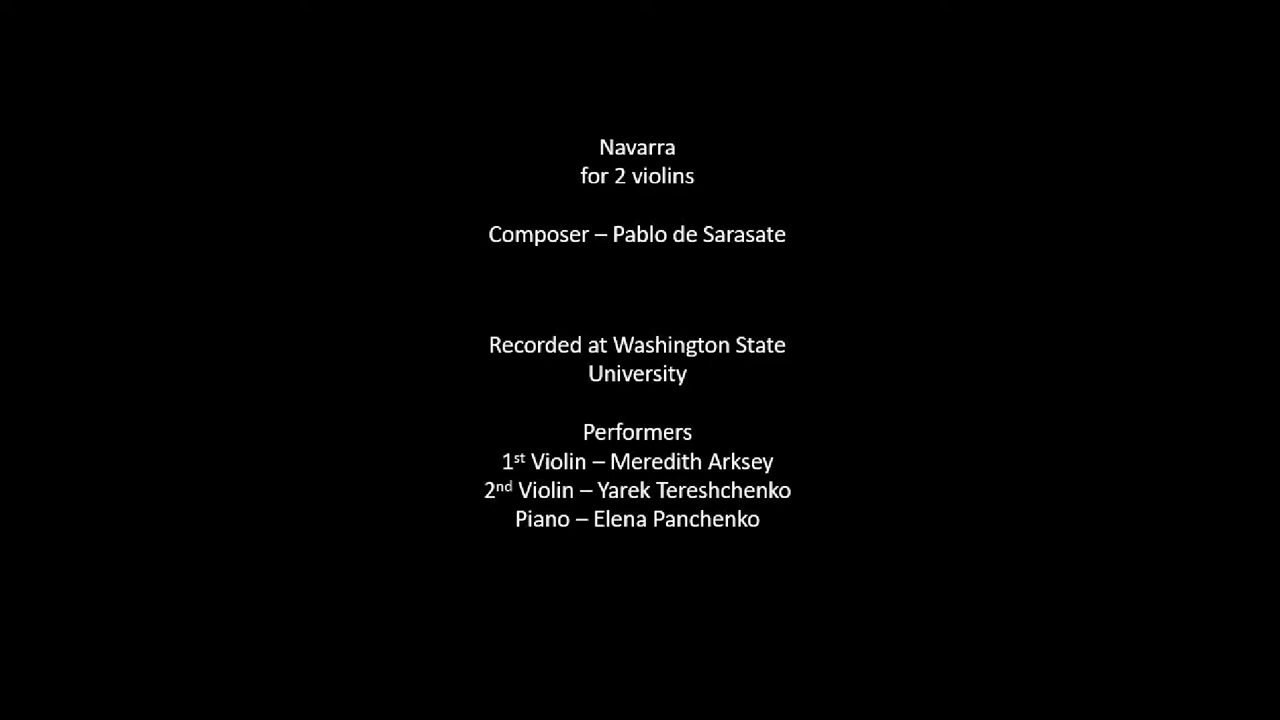 Navarra
for 2 violins
Composer – Pablo de Sarasate
Recorded at Washington State
University
Performers
1st Violin – Meredith Arksey
2nd Violin – Yarek Tereshchenko
Piano – Elena Panchenko